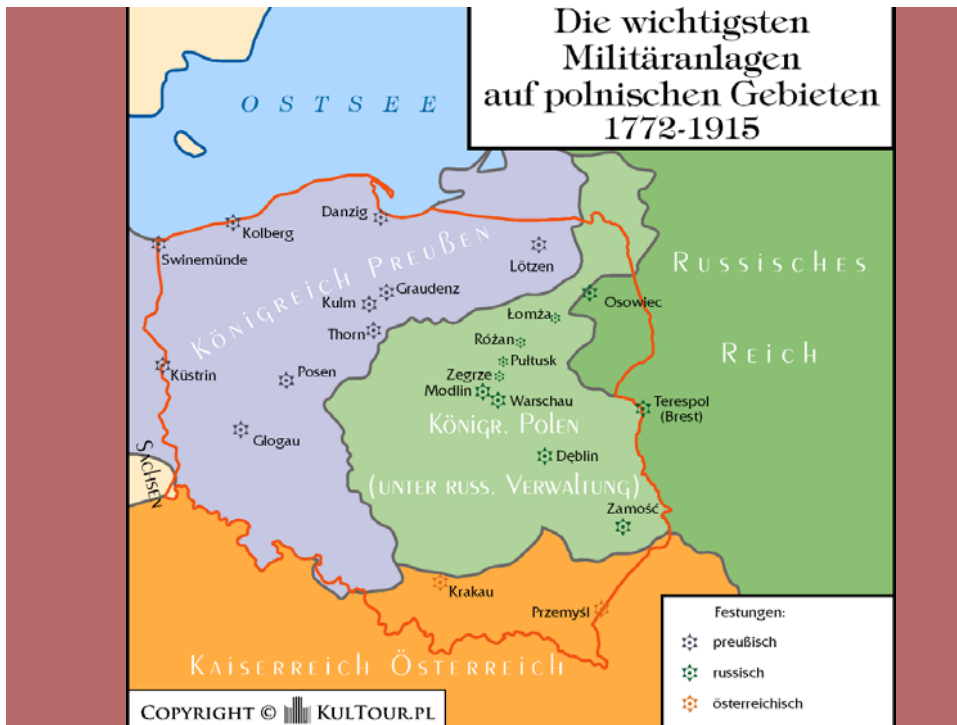 Die wichtigsten
Militäranlagen
auf polnischen Gebieten
1772-1915
OSTSEE
Danzig
Kolberg
Swinemünde
Lötzen
KÖNIGREICH PREUßEN
RUSSISCHES
REICH
Graudenz
Kulm
Osowiec
Łomża
Thorn
Różan
Pułtusk
Küstrin
Posen
Zegrze
Modlin
Warschau
Terespol
(Brest)
KÖNIGR. POLEN
Glogau
SACHSEN
Dęblin
(UNTER RUSS. VERWALTUNG)
Zamość
Krakau
Przemyśl
KAISERREICH ÖSTERREICH
Festungen:
preußisch
russisch
österreichisch
COPYRIGHT © KULTOUR.PL